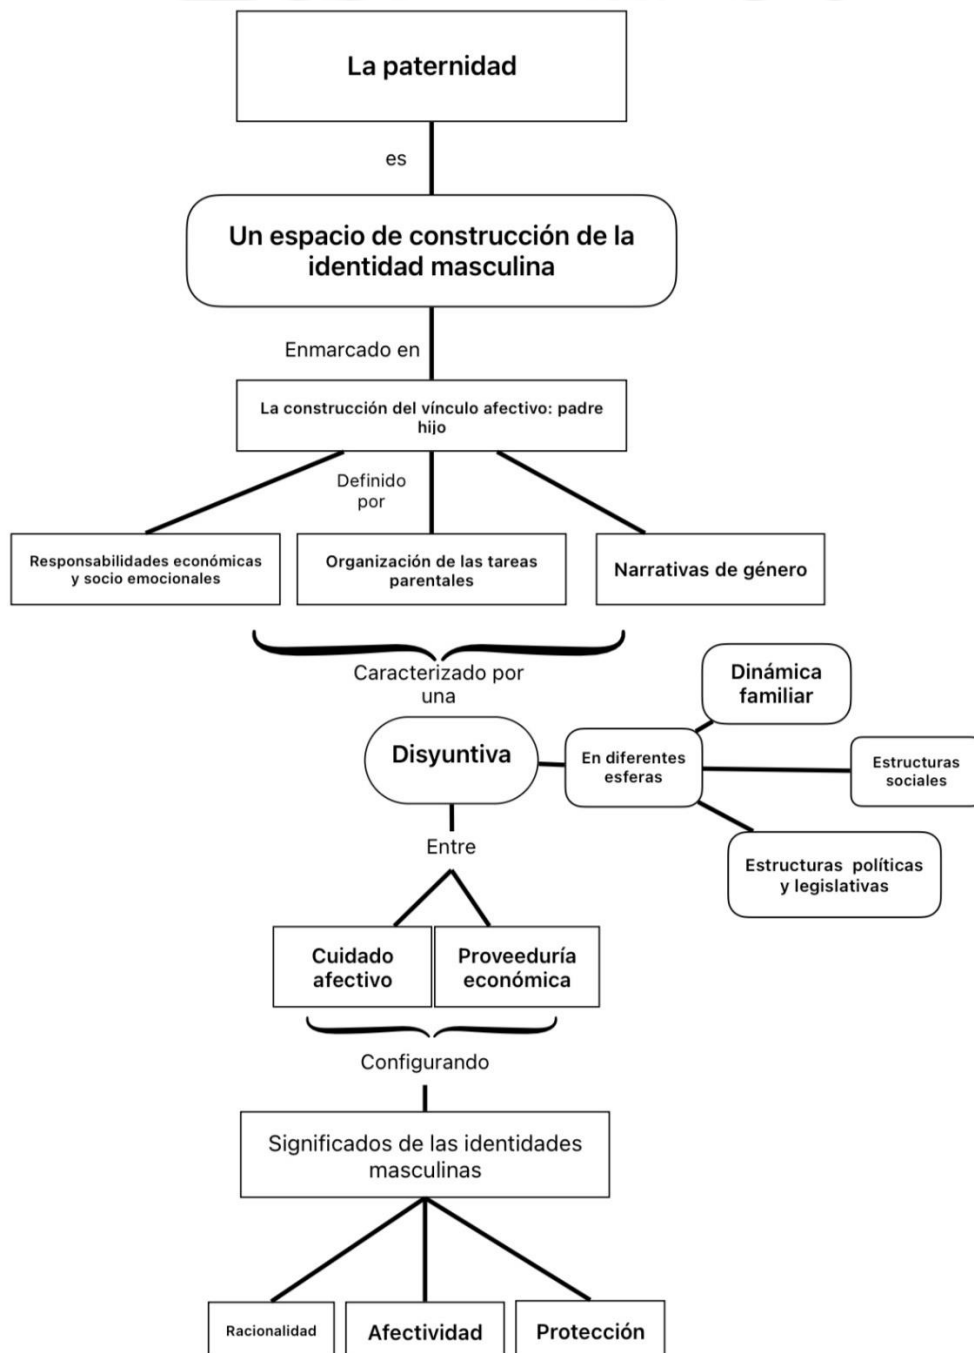 La paternidad
es
Un espacio de construcción de la
identidad masculina
Enmarcado en
La construcción del vínculo afectivo: padre
hijo
Definido
por
Responsabilidades económicas
y socio emocionales
Organización de las tareas
parentales
Narrativas de género
Caracterizado por
una
Disyuntiva
En diferentes
esferas
Dinámica
familiar
Estructuras
sociales
Estructuras políticas
y legislativas
Entre
Cuidado
afectivo
Proveeduría
económica
Configurando
Significados de las identidades
masculinas
Racionalidad
Afectividad
Protección